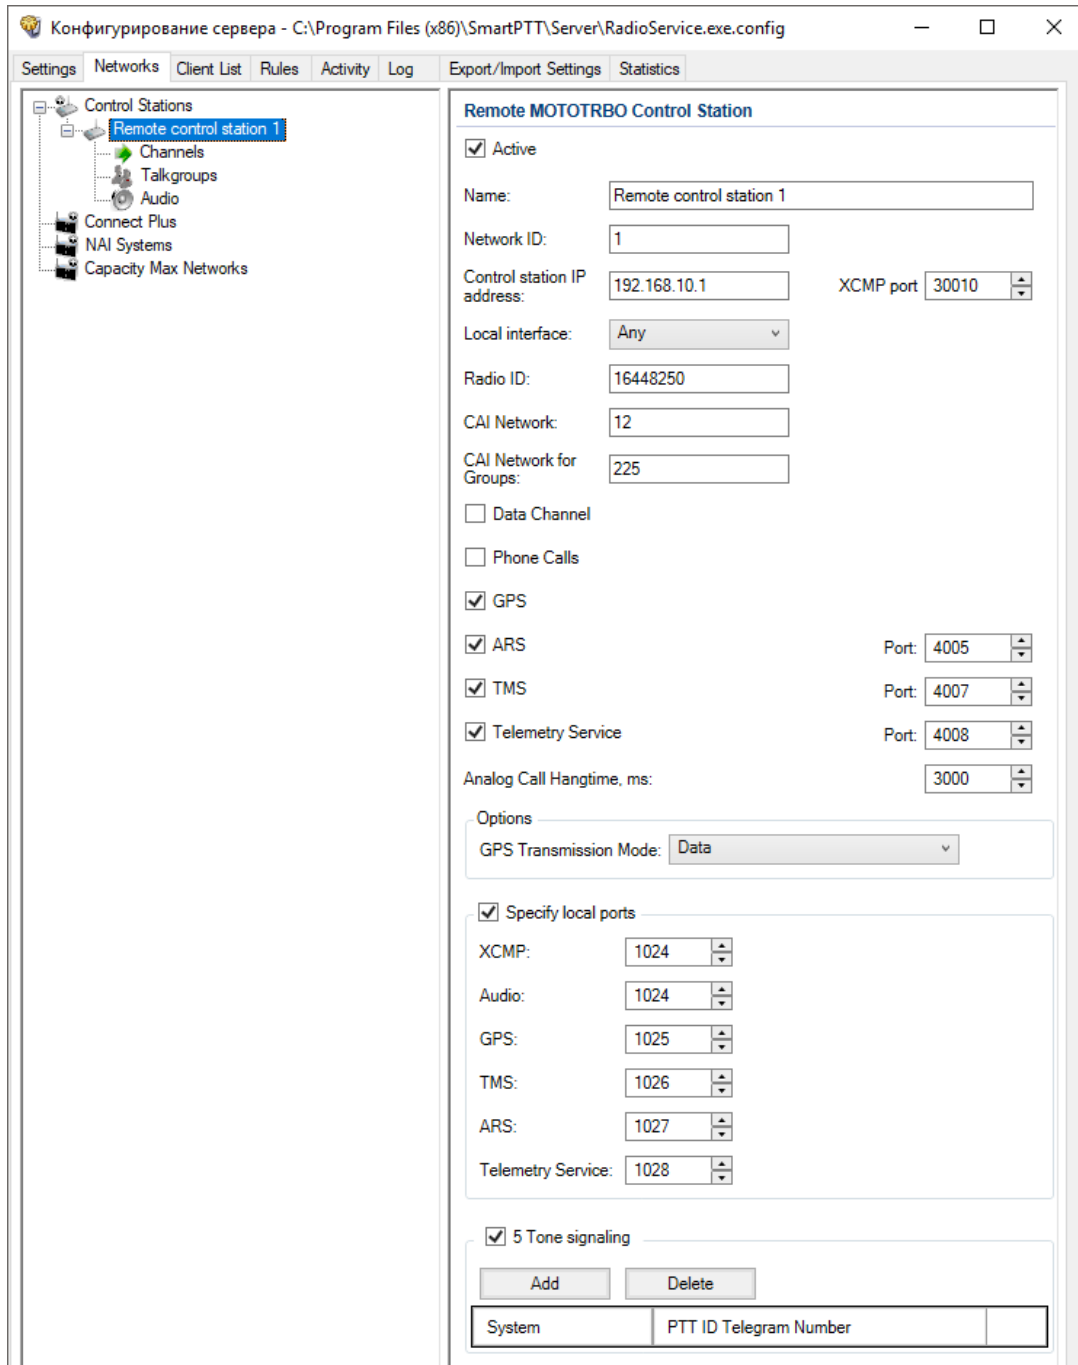 Конфигурирование сервера - C:\Program Files (x86)\SmartPTT\Server\RadioService.exe.config
Settings Networks Client List Rules Activity Log Export/Import Settings Statistics
Control Stations
Remote control station 1
Channels
Talkgroups
Audio
Connect Plus
NAI Systems
Capacity Max Networks
Remote MOTOTRBO Control Station
Active
Name: Remote control station 1
Network ID: 1
Control station IP
address: 192.168.10.1 XCMP port 30010
Local interface: Any
Radio ID: 16448250
CAI Network: 12
CAI Network for
Groups: 225
Data Channel
Phone Calls
GPS
ARS Port: 4005
TMS Port: 4007
Telemetry Service Port: 4008
Analog Call Hangtime, ms: 3000
Options
GPS Transmission Mode: Data
Specify local ports
XCMP: 1024
Audio: 1024
GPS: 1025
TMS: 1026
ARS: 1027
Telemetry Service: 1028
5 Tone signaling
Add Delete
System PTT ID Telegram Number